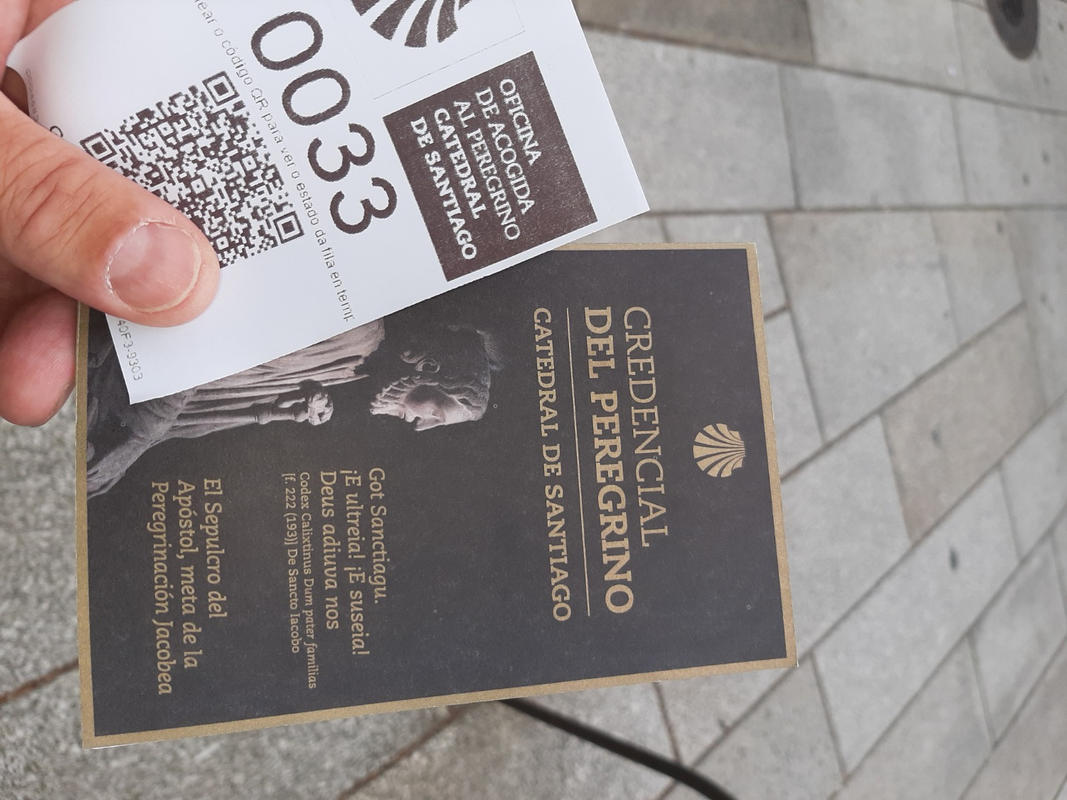 0033
OFICINA
DE ACOGIDA
AL PEREGRINO
CATEDRAL
DE SANTIAGO
o código QR para ver o estado da fila en
CREDENCIAL
DEL PEREGRINO
CATEDRAL DE SANTIAGO
Got Sanctiagu.
¡E ultreia! ¡E suseia!
Deus adiuva nos
Codex Calixtinus Dum pater familias
[f. 222 (193)] De Sancto Iacobo
El Sepulcro del
Apóstol, meta de la
Peregrinación Jacobea